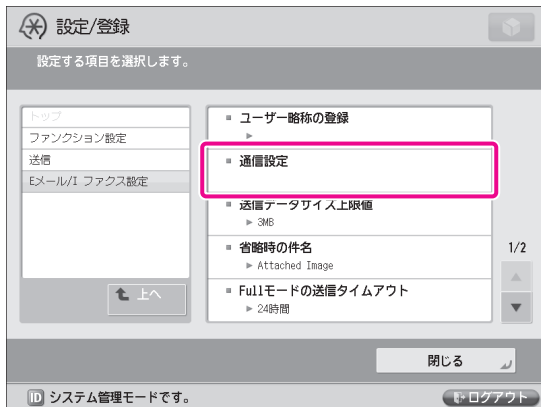 設定/登録
設定する項目を選択します。
トップ
ファンクション設定
送信
Eメール/I ファクス設定
上へ
ユーザー略称の登録
通信設定
送信データサイズ上限値
3MB
省略時の件名
Attached Image
Fullモードの送信タイムアウト
24時間
1/2
閉じる
ID システム管理モードです。
ログアウト